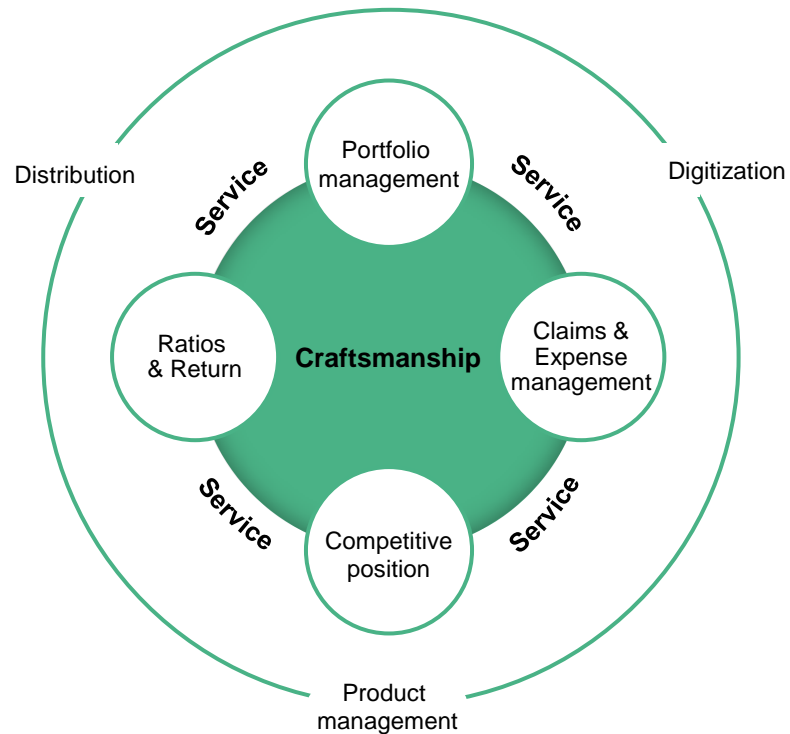 Portfolio
management
Service
Service
Distribution
Digitization
Ratios
& Return
Craftsmanship
Claims &
Expense
management
Service
Service
Competitive
position
Product
management